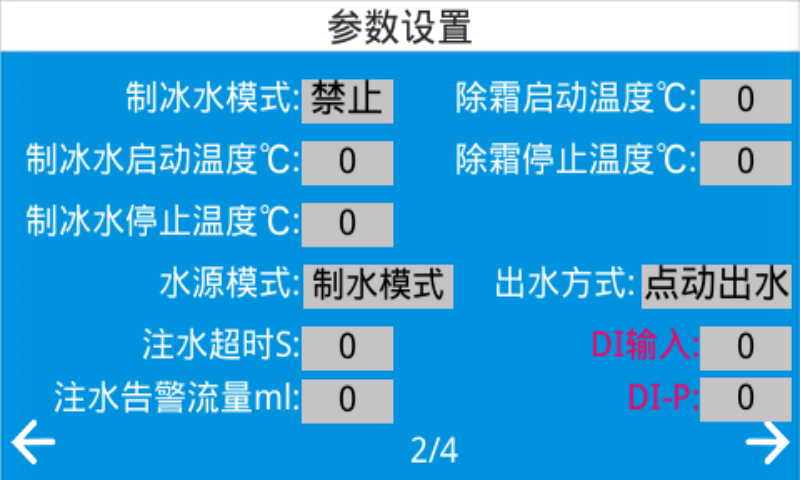 参数设置
制冰水模式: 禁止 除霜启动温度℃: 0
制冰水启动温度℃: 0 除霜停止温度℃: 0
制冰水停止温度℃: 0
水源模式: 制水模式 出水方式: 点动出水
注水超时S: 0 DI输入: 0
注水告警流量ml: 0 DI-P: 0
2/4